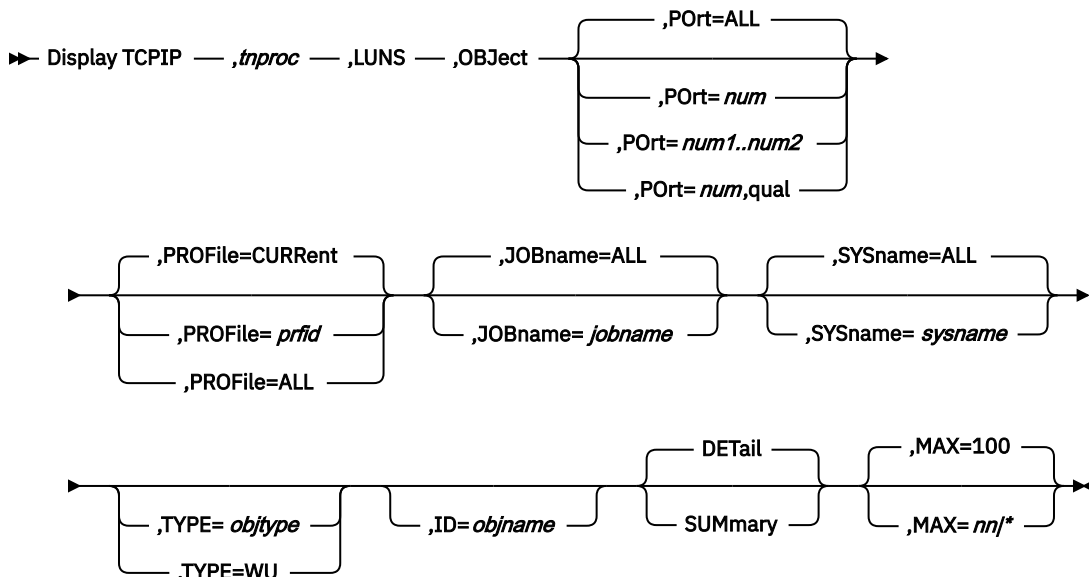 ,POrt=ALL
Display TCPIP ,tnproc ,LUNS ,OBJect
,POrt= num
,POrt= num1..num2
,POrt= num,qual
,PROFile=CURRent ,JOBname=ALL ,SYSname=ALL
,PROFile= prfid ,JOBname= jobname ,SYSname= sysname
,PROFile=ALL
DETail ,MAX=100
,TYPE= objtype ,ID= objname SUMmary ,MAX= nn|*
,TYPE=WU